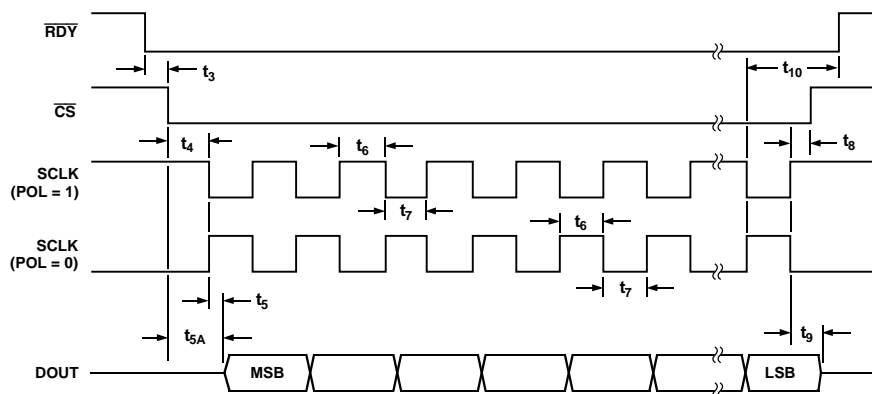 RDY
t3
t10
CS
t4
t6
t8
SCLK
(POL = 1)
t7
t6
SCLK
(POL = 0)
t5
t7
t5A
t9
DOUT
MSB
LSB